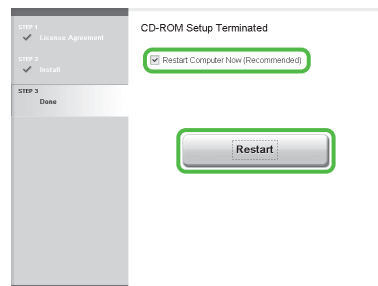 STEP 1
License Agreement
STEP 2
Install
STEP 3
Done
CD-ROM Setup Terminated
Restart Computer Now (Recommended)
Restart